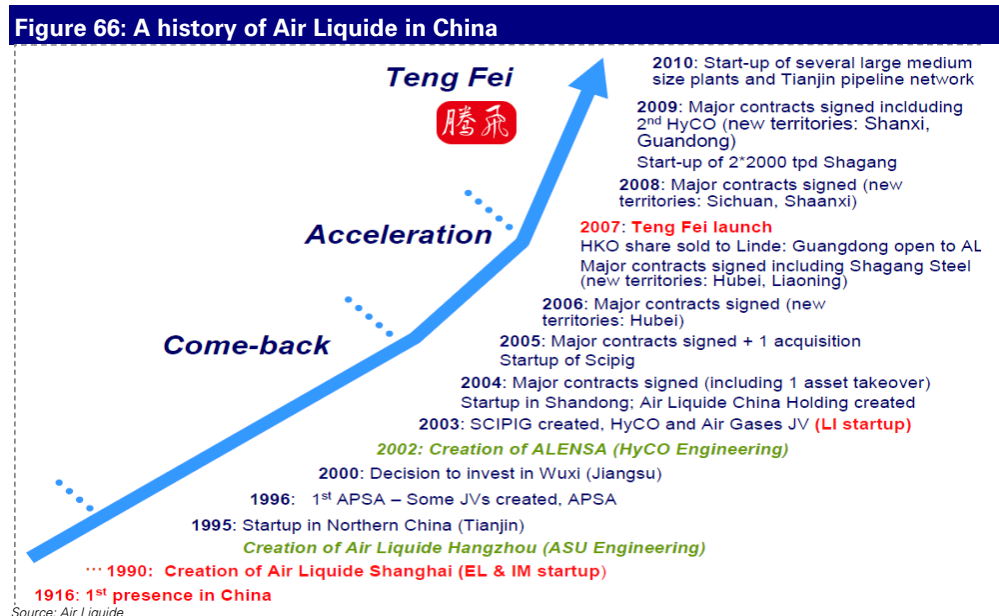 Figure 66: A history of Air Liquide in China
Teng Fei
腾飛
Acceleration
Come-back
2010: Start-up of several large medium
size plants and Tianjin pipeline network
2009: Major contracts signed inclduding
2nd HyCO (new territories: Shanxi,
Guandong)
Start-up of 2*2000 tpd Shagang
2008: Major contracts signed (new
territories: Sichuan, Shaanxi)
2007: Teng Fei launch
HKO share sold to Linde: Guangdong open to AL
Major contracts signed including Shagang Steel
(new territories: Hubei, Liaoning)
2006: Major contracts signed (new
territories: Hubei)
2005: Major contracts signed + 1 acquisition
Startup of Scipig
2004: Major contracts signed (including 1 asset takeover)
Startup in Shandong; Air Liquide China Holding created
2003: SCIPIG created, HyCO and Air Gases JV (LI startup)
2002: Creation of ALENSA (HyCO Engineering)
2000: Decision to invest in Wuxi (Jiangsu)
1996: 1st APSA – Some JVs created, APSA
1995: Startup in Northern China (Tianjin)
Creation of Air Liquide Hangzhou (ASU Engineering)
... 1990: Creation of Air Liquide Shanghai (EL & IM startup)
1916: 1st presence in China
Source: Air Liquide